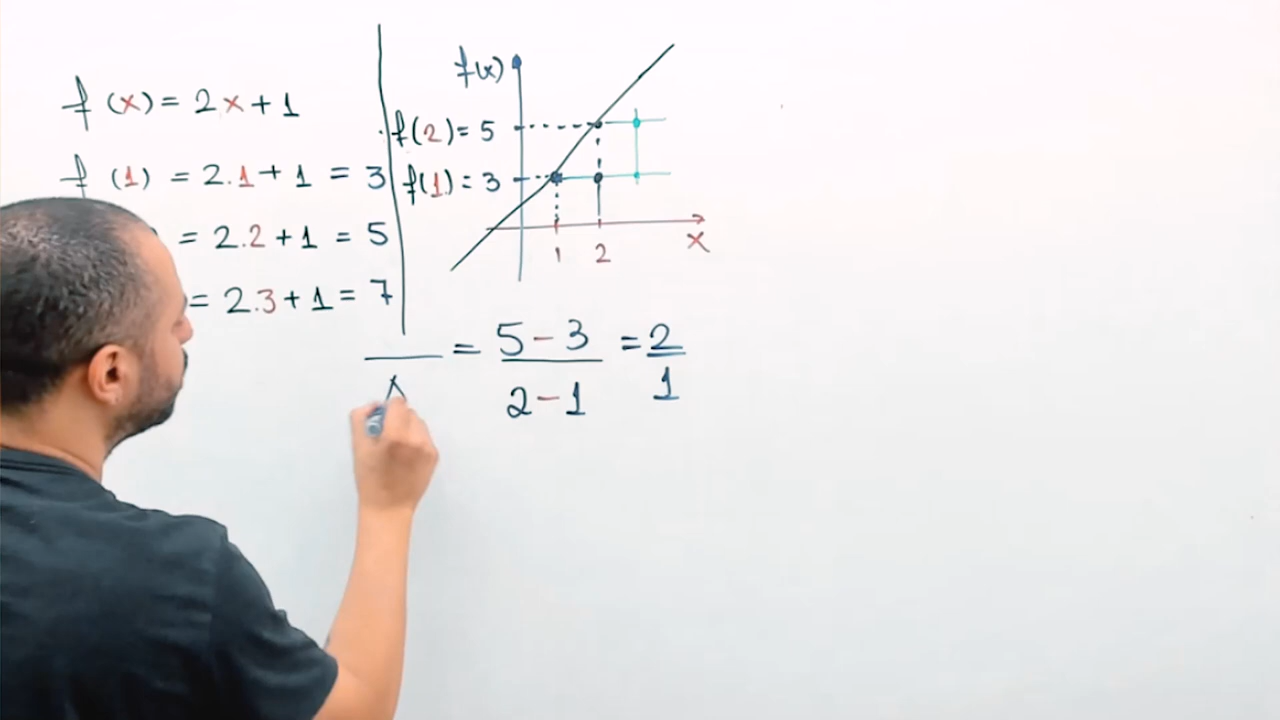 f (x) = 2x + 1
f (1) = 2.1 + 1 = 3
= 2.2 + 1 = 5
= 2.3 + 1 = 7
f(x)
f(2) = 5
f(1) = 3
1 2 x
= 5 - 3 = 2
2 - 1 1